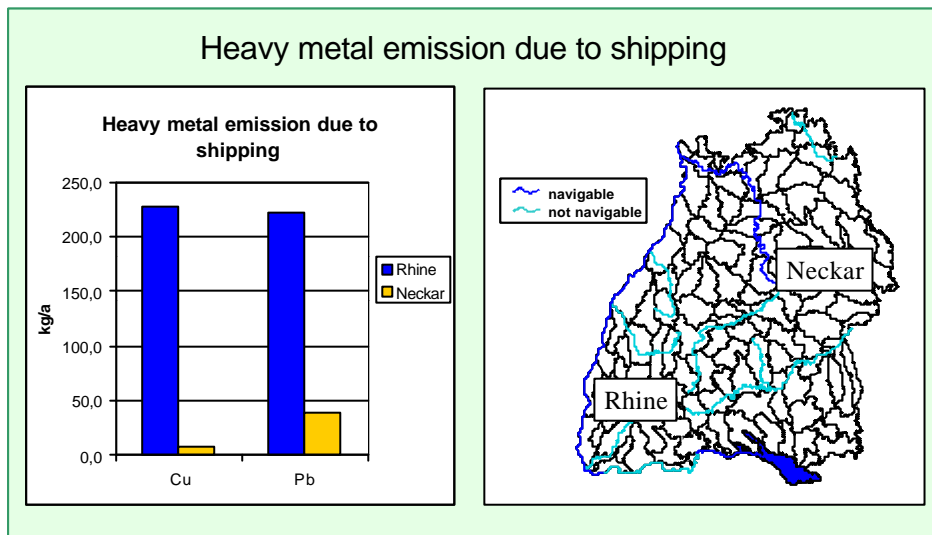 Heavy metal emission due to shipping
Heavy metal emission due to
shipping
250,0
200,0
150,0
100,0
50,0
0,0
kg/a
Cu
Pb
Rhine
Neckar
navigable
not navigable
Neckar
Rhine